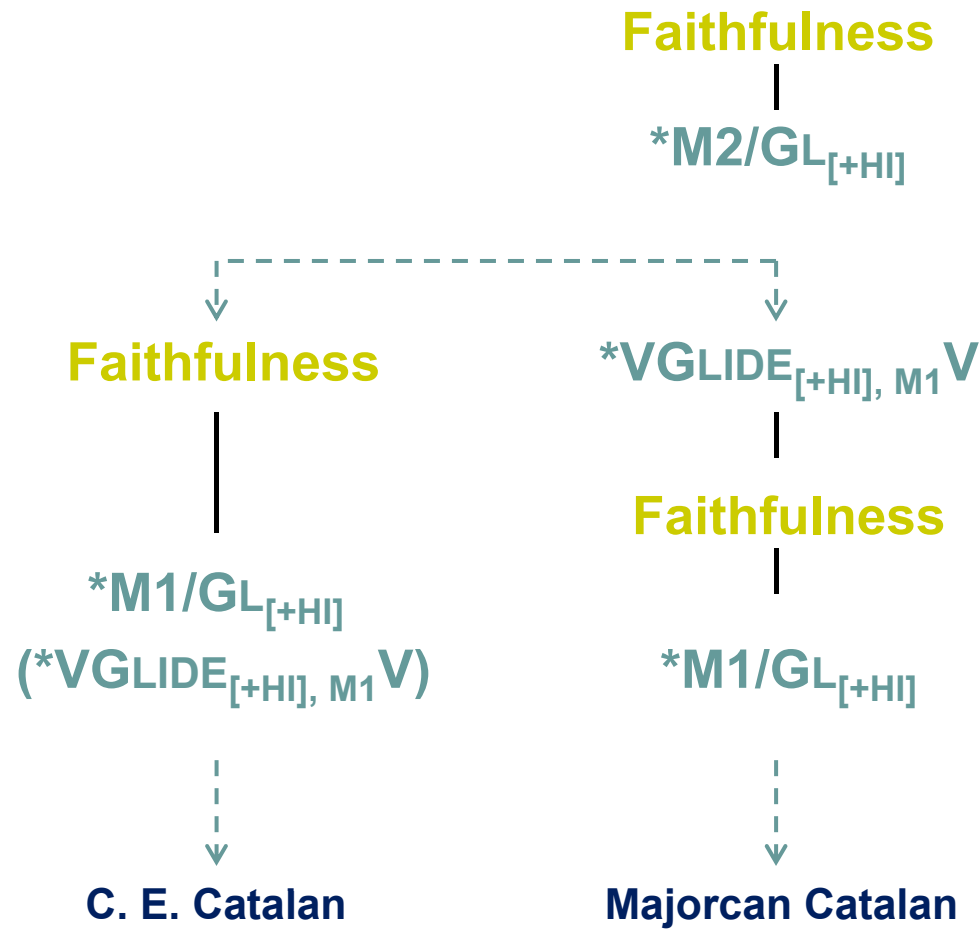 Faithfulness
*M2/GL[+HI]
Faithfulness
*VGLIDE[+HI], M1V
Faithfulness
*M1/GL[+HI]
(*VGLIDE[+HI], M1V)
*M1/GL[+HI]
C. E. Catalan
Majorcan Catalan